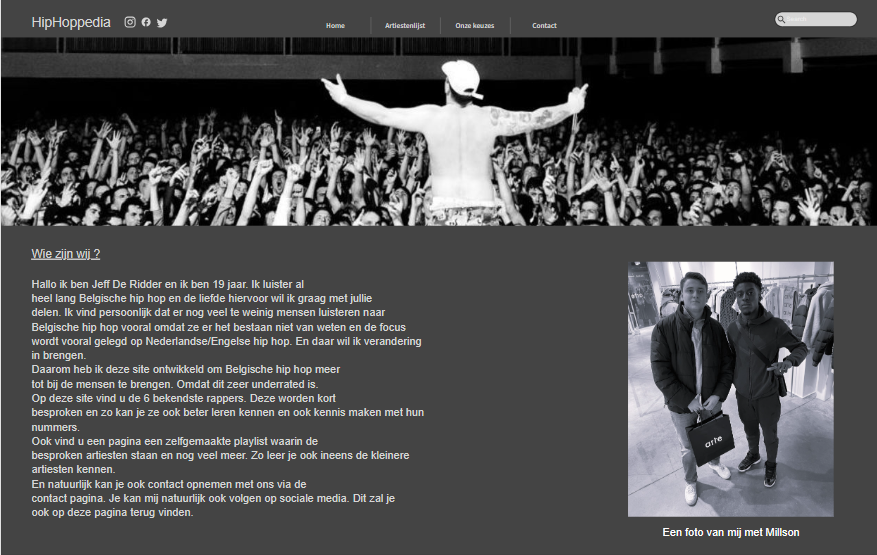 HipHoppedia
Home
Artiestenlijst
Onze keuzes
Contact
Search
Wie zijn wij ?
Hallo ik ben Jeff De Ridder en ik ben 19 jaar. Ik luister al
heel lang Belgische hip hop en de liefde hiervoor wil ik graag met jullie
delen. Ik vind persoonlijk dat er nog veel te weinig mensen luisteren naar
Belgische hip hop vooral omdat ze er het bestaan niet van weten en de focus
wordt vooral gelegd op Nederlandse/Engelse hip hop. En daar wil ik verandering
in brengen.
Daarom heb ik deze site ontwikkeld om Belgische hip hop meer
tot bij de mensen te brengen. Omdat dit zeer underrated is.
Op deze site vind u de 6 bekendste rappers. Deze worden kort
besproken en zo kan je ze ook beter leren kennen en ook kennis maken met hun
nummers.
Ook vind u een pagina een zelfgemaakte playlist waarin de
besproken artiesten staan en nog veel meer. Zo leer je ook ineens de kleinere
artiesten kennen.
En natuurlijk kan je ook contact opnemen met ons via de
contact pagina. Je kan mij natuurlijk ook volgen op sociale media. Dit zal je
ook op deze pagina terug vinden.
arte
Een foto van mij met Millson